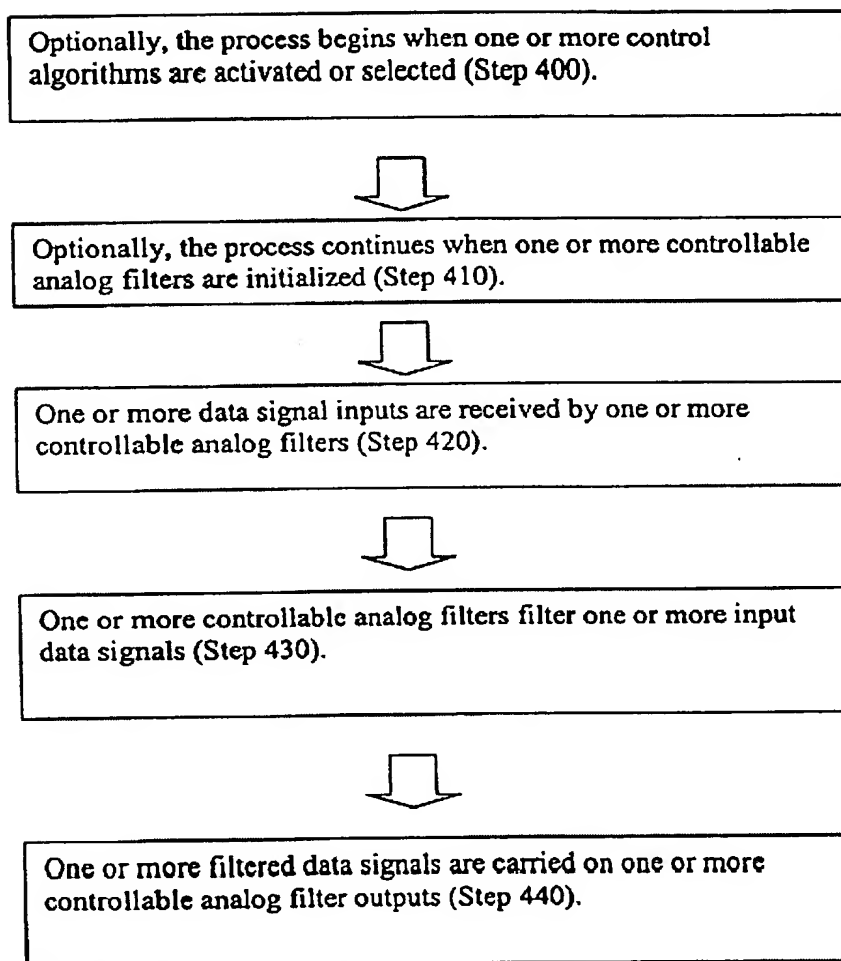 Optionally, the process begins when one or more control
algorithms are activated or selected (Step 400).
Optionally, the process continues when one or more controllable
analog filters are initialized (Step 410).
One or more data signal inputs are received by one or more
controllable analog filters (Step 420).
One or more controllable analog filters filter one or more input
data signals (Step 430).
One or more filtered data signals are carried on one or more
controllable analog filter outputs (Step 440).